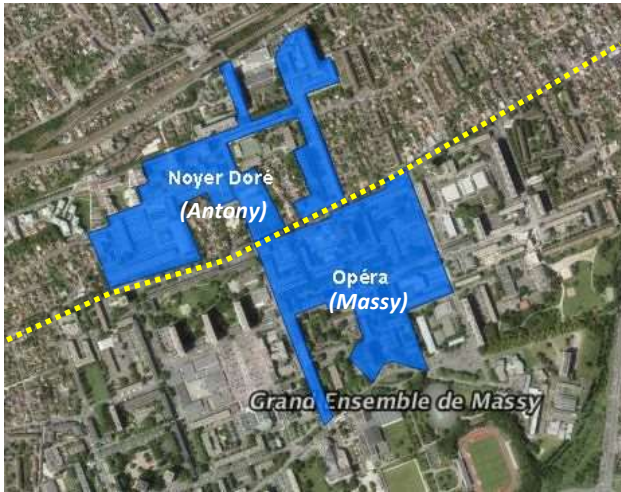 Noyer Doré
(Antony)
Opéra
(Massy)
Grand Ensemble de Massy